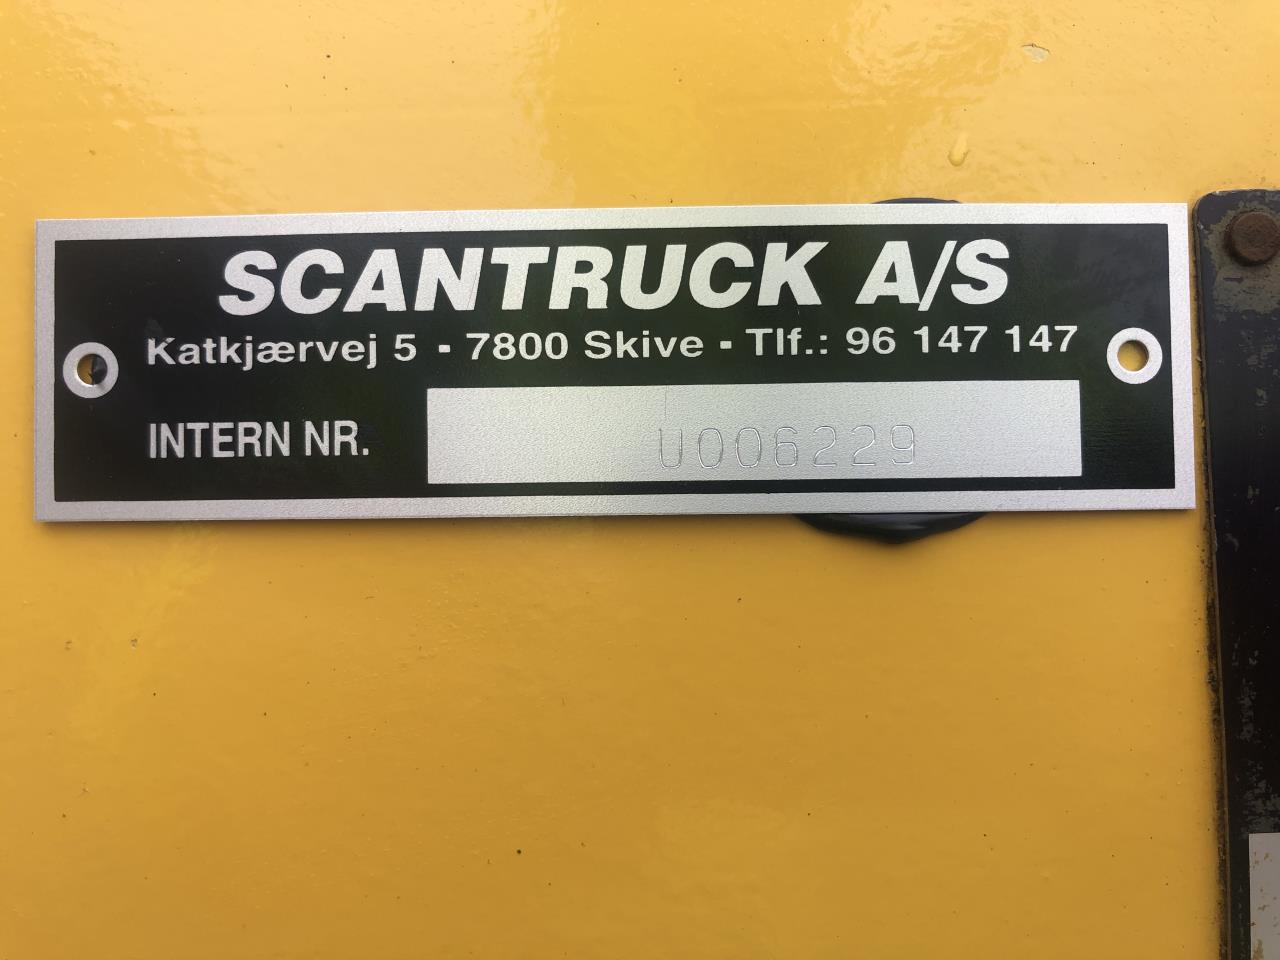 SCANTRUCK A/S
Katkjærvej 5 - 7800 Skive - Tlf.: 96 147 147
INTERN NR. U006229